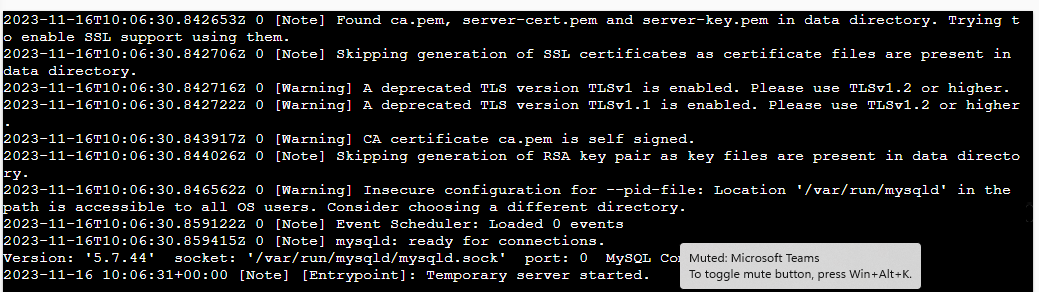 2023-11-16T10:06:30.842653Z 0 [Note] Found ca.pem, server-cert.pem and server-key.pem in data directory. Trying t
o enable SSL support using them.
2023-11-16T10:06:30.842706Z 0 [Note] Skipping generation of SSL certificates as certificate files are present in
data directory.
2023-11-16T10:06:30.842716Z 0 [Warning] A deprecated TLS version TLSv1 is enabled. Please use TLSv1.2 or higher.
2023-11-16T10:06:30.842722Z 0 [Warning] A deprecated TLS version TLSv1.1 is enabled. Please use TLSv1.2 or higher
.
2023-11-16T10:06:30.843917Z 0 [Warning] CA certificate ca.pem is self signed.
2023-11-16T10:06:30.844026Z 0 [Note] Skipping generation of RSA key pair as key files are present in data directo
ry.
2023-11-16T10:06:30.846562Z 0 [Warning] Insecure configuration for --pid-file: Location '/var/run/mysqld' in the
path is accessible to all OS users. Consider choosing a different directory.
2023-11-16T10:06:30.859122Z 0 [Note] Event Scheduler: Loaded 0 events
2023-11-16T10:06:30.859415Z 0 [Note] mysqld: ready for connections.
Version: '5.7.44'  socket: '/var/run/mysqld/mysqld.sock'  port: 0  MySQL
2023-11-16 10:06:31+00:00 [Note] [Entrypoint]: Temporary server started.
Muted: Microsoft Teams
To toggle mute button, press Win+Alt+K.